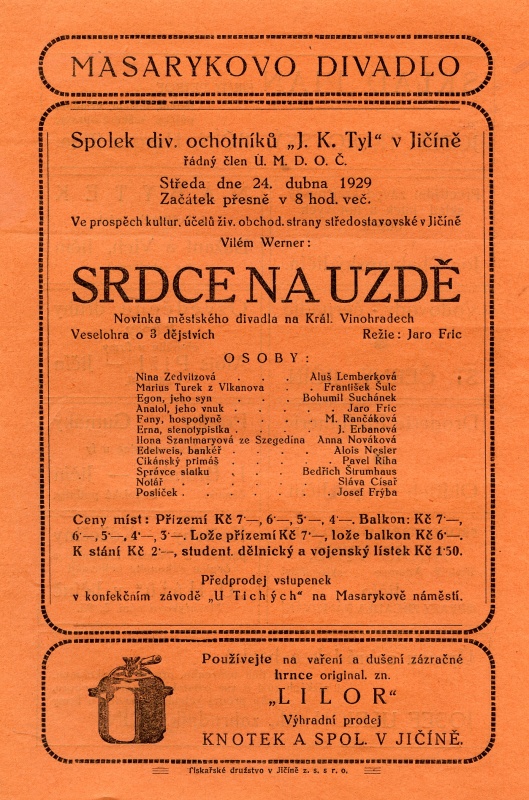 MASARYKOVO DIVADLO
Spolek div. ochotníků „J. K. Tyl“ v Jičíně
řádný člen U. M. D. O. Č.
Středa dne 24. dubna 1929
Začátek přesně v 8 hod. več.
Ve prospěch kultur. účelů živ. obchod. strany středostavovské v Jičíně
Vilém Werner:
SRDCE NA UZDĚ
Novinka městského divadla na Král. Vinohradech
Veselohra o 3 dějstvích Režie: Jaro Fric
OSOBY:
Nina Zedvitzová . . . Aluš Lemberková
Marius Turek z Vlkanova . . František Šulc
Egon, jeho syn . . . Bohumil Suchánek
Anatol, jeho vnuk . . . . Jaro Fric
Fany, hospodyně . . . . M. Rančáková
Erna, stenotypistka . . . . J. Erbanová
Ilona Szantmaryová ze Szegedina Anna Nováková
Edelweis, bankéř . . . . Alois Nesler
Cikánský primáš . . . . Pavel Říha
Správce statku . . . Bedřich Štrumhaus
Notář . . . . . Sláva Císař
Poslíček . . . . . . Josef Frýba
Ceny míst: Přízemí Kč 7·—, 6·—, 5·—, 4·—. Balkon: Kč 7·—,
6·—, 5·—, 4·—, 3·—. Lože přízemí Kč 7·—, lože balkon Kč 6·—.
K stání Kč 2·—, student. dělnický a vojenský lístek Kč 1·50.
Předprodej vstupenek
v konfekčním závodě „U Tichých“ na Masarykově náměstí.
Používejte na vaření a dušení zázračné
hrnce original. zn.
„LILOR“
Výhradní prodej
KNOTEK A SPOL. V JIČÍNĚ.
Tiskařské družstvo v Jičíně z. s. s r. o.